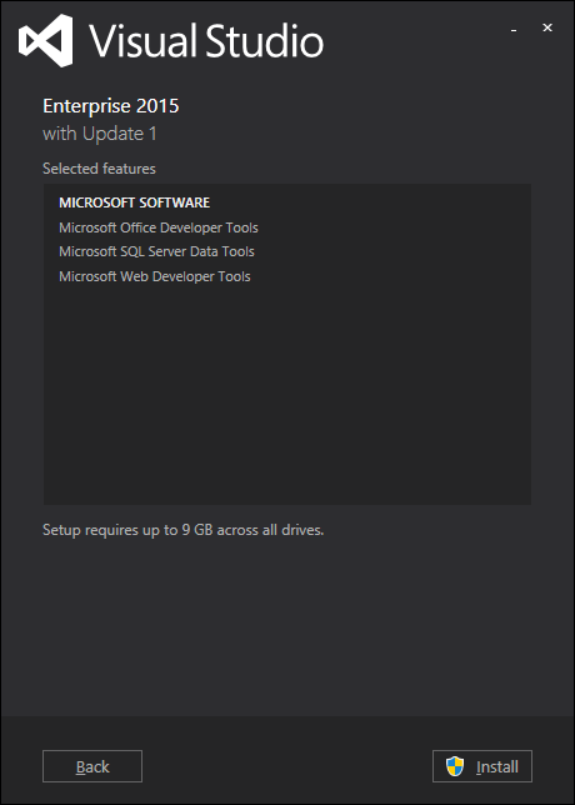 Visual Studio
Enterprise 2015
with Update 1
Selected features
MICROSOFT SOFTWARE
Microsoft Office Developer Tools
Microsoft SQL Server Data Tools
Microsoft Web Developer Tools
Setup requires up to 9 GB across all drives.
Back
Install